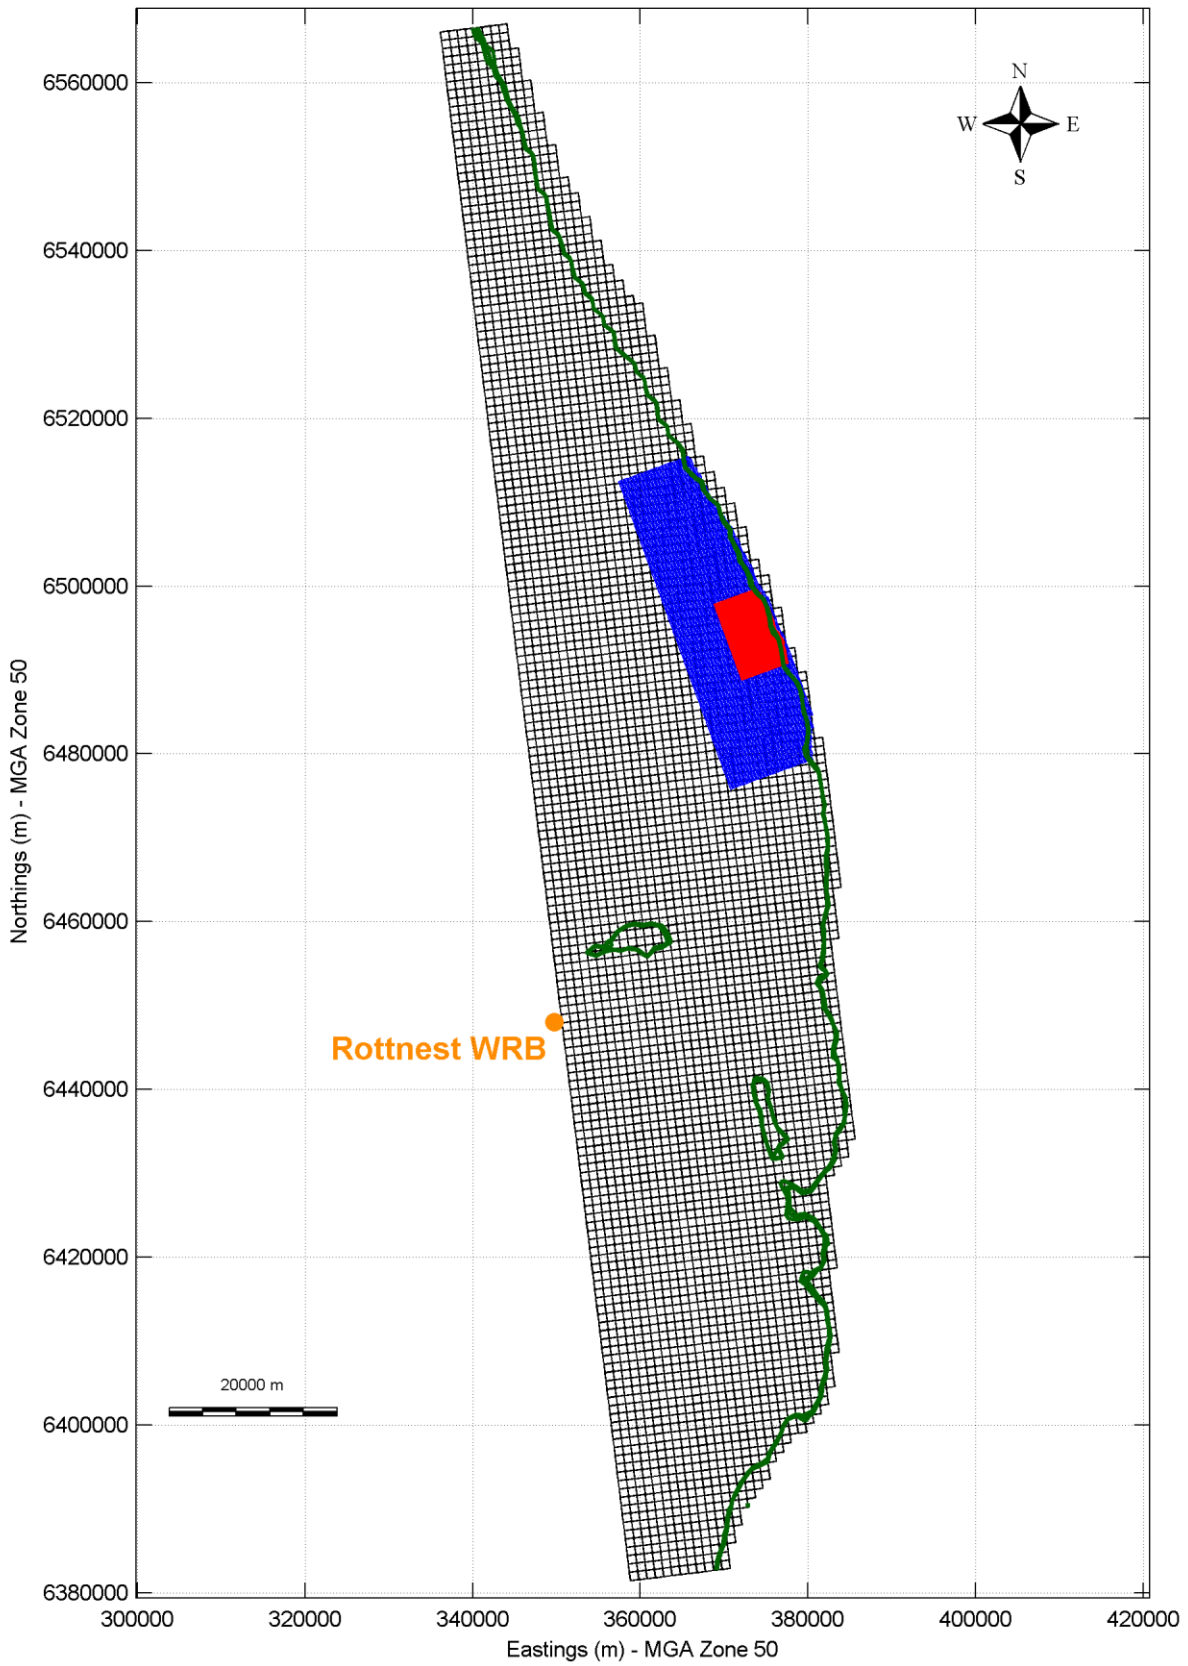 N
W E
S
6560000
6540000
6520000
6500000
6480000
6460000
6440000
6420000
6400000
6380000
Northings (m) - MGA Zone 50
Rottnest WRB
20000 m
300000 320000 340000 360000 380000 400000 420000
Eastings (m) - MGA Zone 50